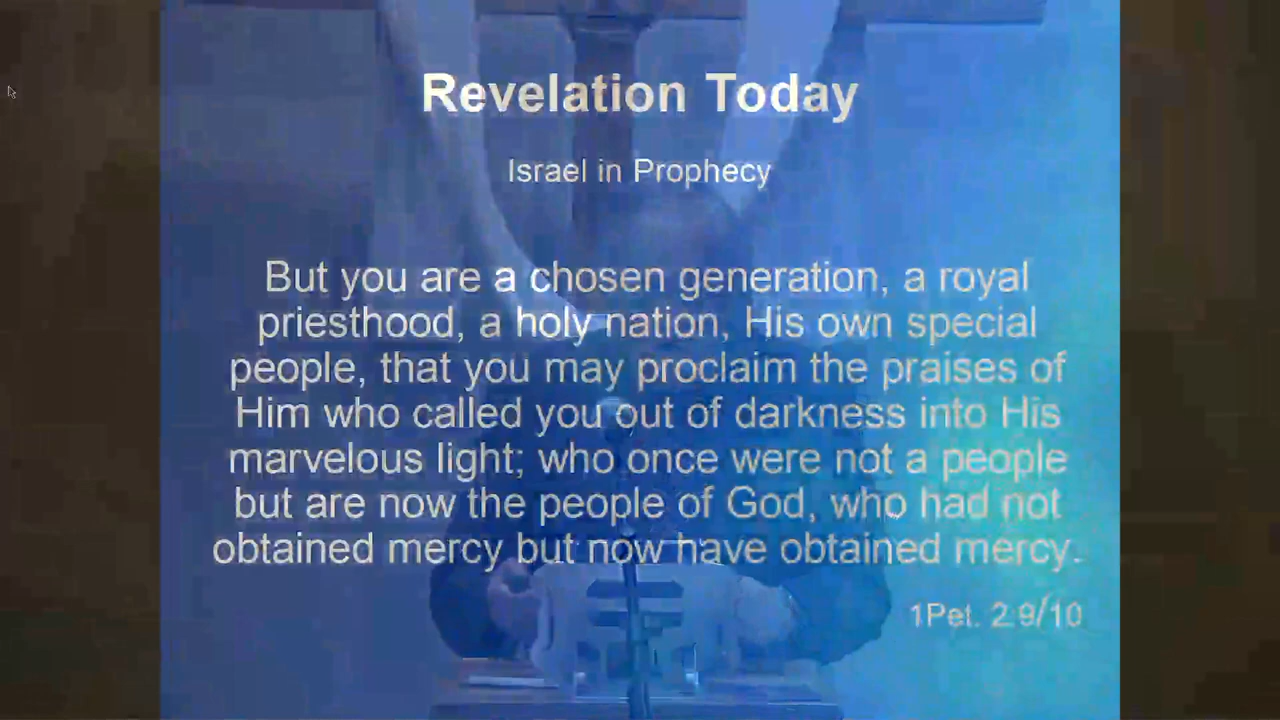 Revelation Today
Israel in Prophecy
But you are a chosen generation, a royal
priesthood, a holy nation, His own special
people, that you may proclaim the praises of
Him who called you out of darkness into His
marvelous light; who once were not a people
but are now the people of God, who had not
obtained mercy but now have obtained mercy.
1Pet. 2:9/10